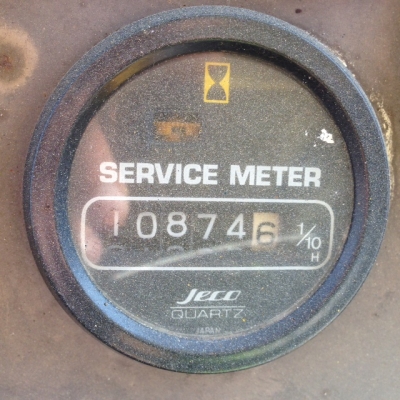 SERVICE METER
108746 1/10 H
Jeco
QUARTZ
JAPAN